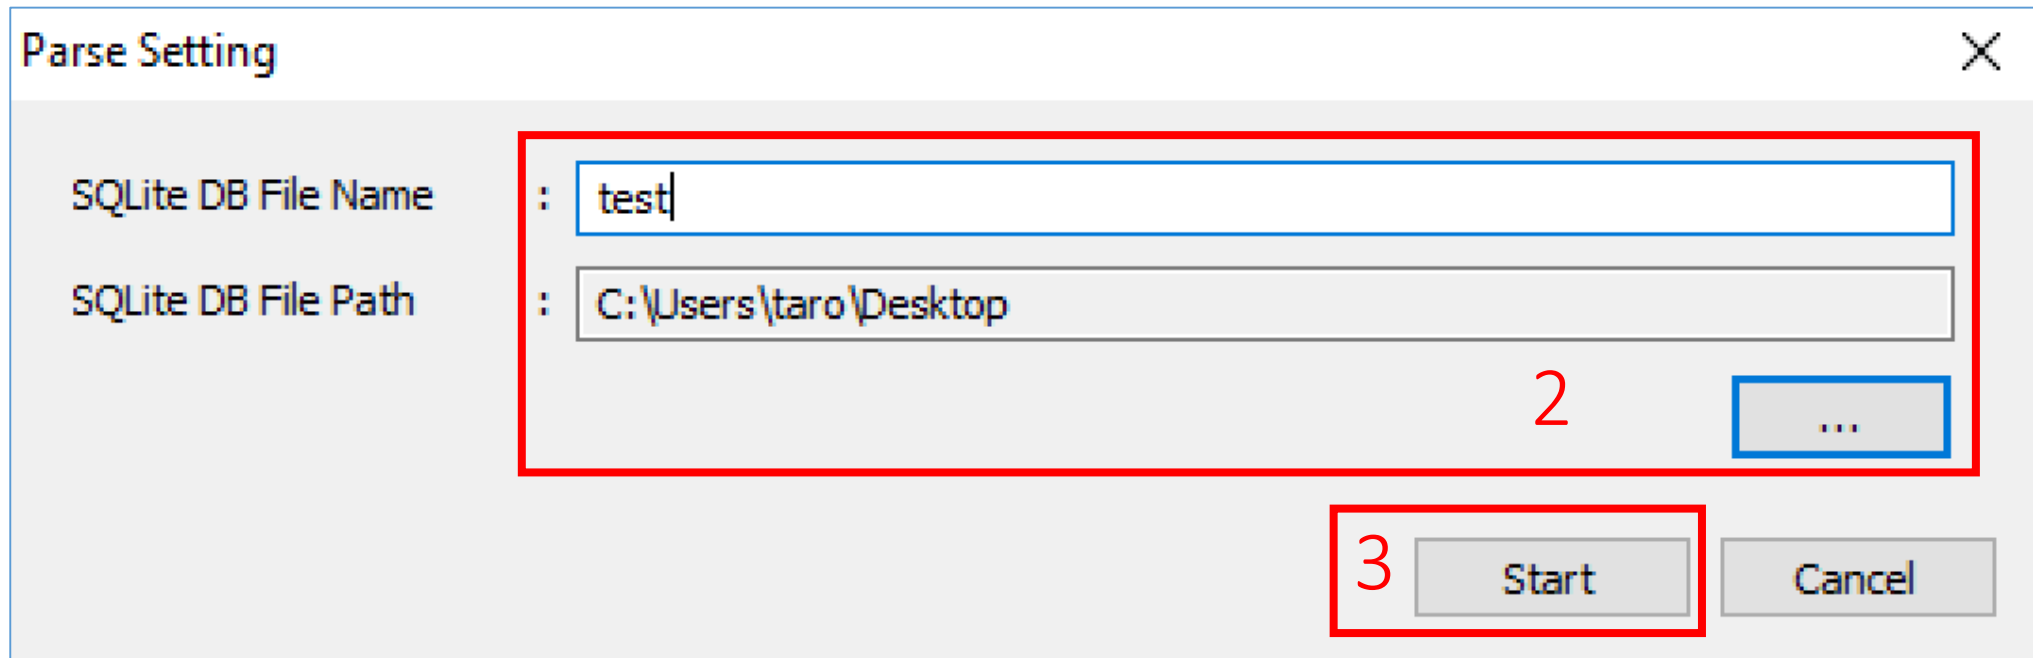 Parse Setting
SQLite DB File Name : test
SQLite DB File Path : C:\Users\taro\Desktop
2 ...
3 Start Cancel